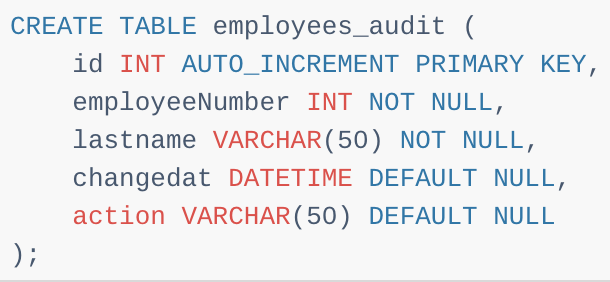 CREATE TABLE employees_audit (
    id INT AUTO_INCREMENT PRIMARY KEY,
    employeeNumber INT NOT NULL,
    lastname VARCHAR(50) NOT NULL,
    changedat DATETIME DEFAULT NULL,
    action VARCHAR(50) DEFAULT NULL
);